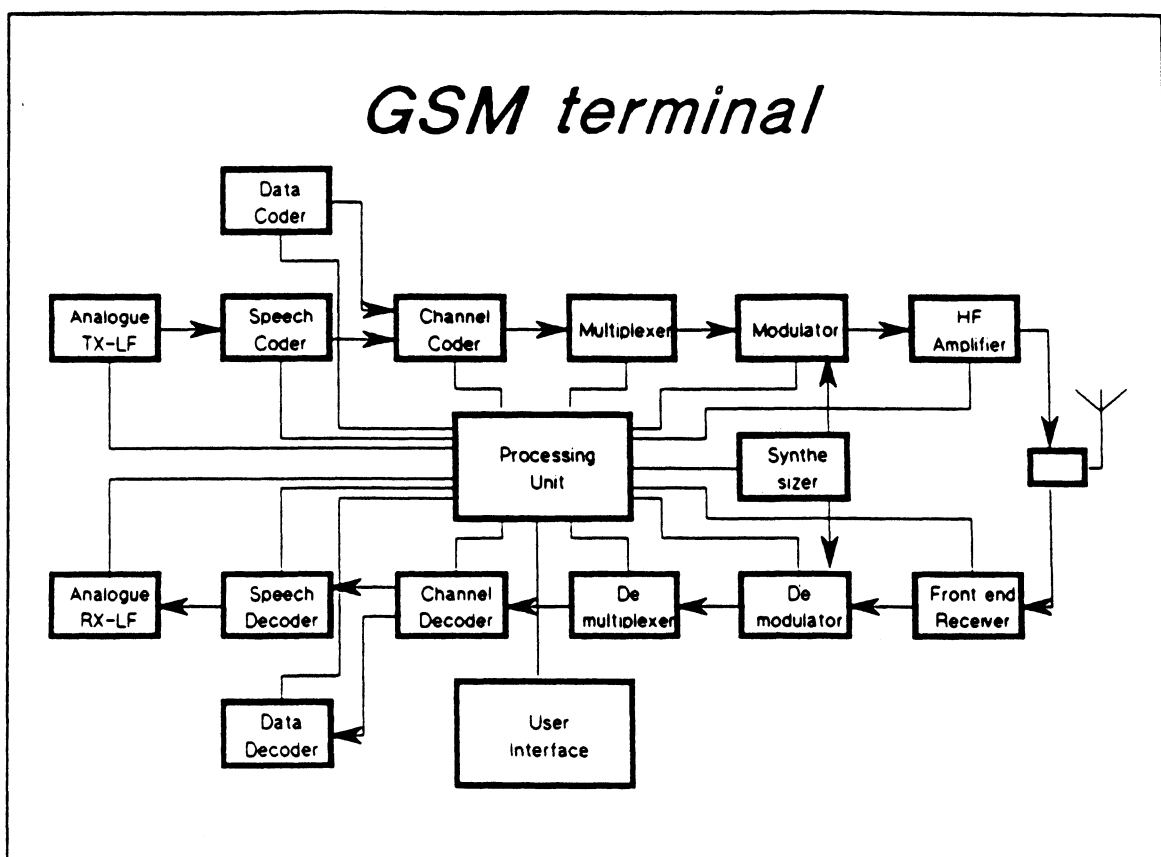 GSM terminal
Data
Coder
Analogue
TX-LF
Speech
Coder
Channel
Coder
Multiplexer
Modulator
HF
Amplifier
Processing
Unit
Synthe
sizer
Analogue
RX-LF
Speech
Decoder
Channel
Decoder
De
multiplexer
De
modulator
Front end
Receiver
Data
Decoder
User
Interface